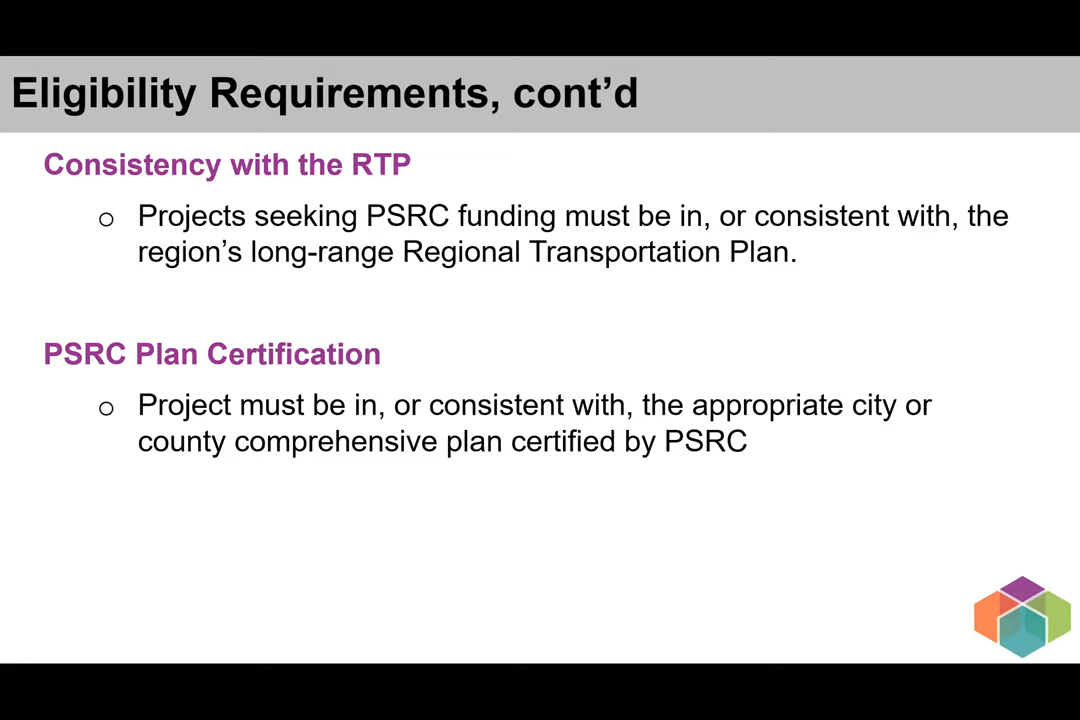 Eligibility Requirements, cont’d
Consistency with the RTP
o Projects seeking PSRC funding must be in, or consistent with, the
region’s long-range Regional Transportation Plan.
PSRC Plan Certification
o Project must be in, or consistent with, the appropriate city or
county comprehensive plan certified by PSRC